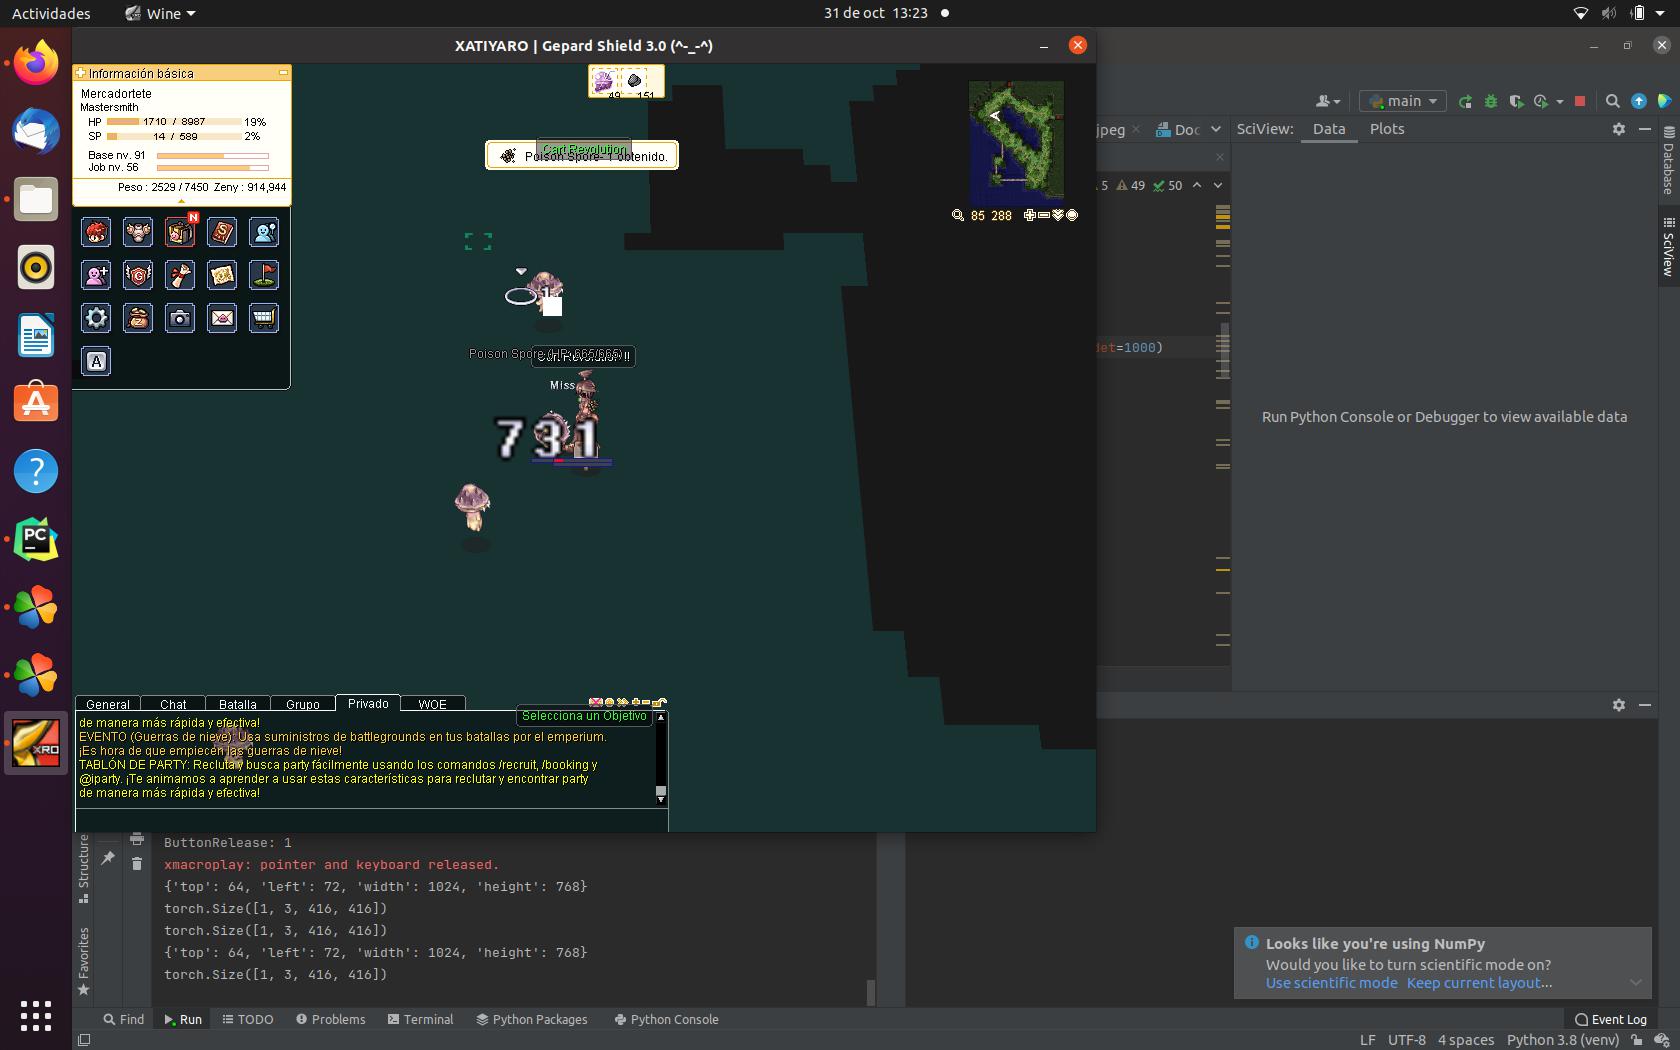 Actividades
Wine
31 de oct 13:23
XATIYARO | Gepard Shield 3.0 (^-_-^)
Información básica
Mercadortete
Mastersmith
HP 1710 / 8987 19%
SP 14 / 589 2%
Base nv. 91
Job nv. 56
Peso : 2529 / 7450 Zeny : 914,944
N
A
49 151
Cart Revolution
Poison Spore- 1 obtenido.
85 288
Poison Spore (HP: 665/665)
Cart Revolution !!
Miss
731
General
Chat
Batalla
Grupo
Privado
WOE
Selecciona un Objetivo
de manera más rápida y efectiva!
EVENTO (Guerras de nieve): Usa suministros de battlegrounds en tus batallas por el emperium.
¡Es hora de que empiecen las guerras de nieve!
TABLÓN DE PARTY: Recluta y busca party fácilmente usando los comandos /recruit, /booking y
@iparty. ¡Te animamos a aprender a usar estas características para reclutar y encontrar party
de manera más rápida y efectiva!
XRO
PC
main
jpeg
Doc
SciView:
Data
Plots
5 49 50
det=1000)
Run Python Console or Debugger to view available data
Database
SciView
Structure
Favorites
ButtonRelease: 1
xmacroplay: pointer and keyboard released.
{'top': 64, 'left': 72, 'width': 1024, 'height': 768}
torch.Size([1, 3, 416, 416])
torch.Size([1, 3, 416, 416])
{'top': 64, 'left': 72, 'width': 1024, 'height': 768}
torch.Size([1, 3, 416, 416])
Looks like you're using NumPy
Would you like to turn scientific mode on?
Use scientific mode Keep current layout...
Find
Run
TODO
Problems
Terminal
Python Packages
Python Console
Event Log
LF UTF-8 4 spaces Python 3.8 (venv)